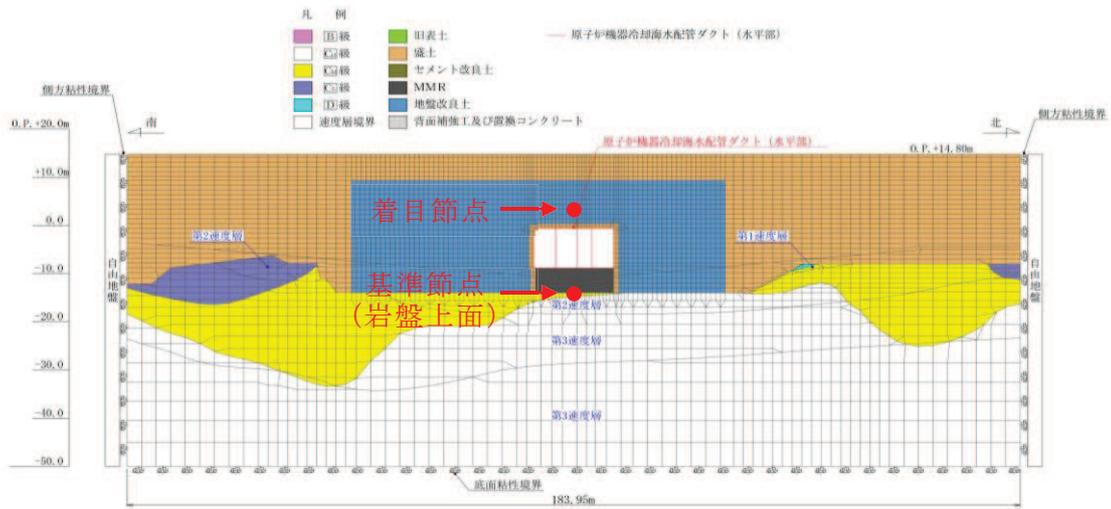 凡 例
B級
CH級
CM級
CL級
D級
速度層境界
旧表土
盛土
セメント改良土
MMR
地盤改良土
背面補強工及び置換コンクリート
原子炉機器冷却海水配管ダクト（水平部）
側方粘性境界
側方粘性境界
O.P.+20.0m
南
北
原子炉機器冷却海水配管ダクト（水平部）
O.P.+14.80m
+10.0m
着目節点
0.0
第2速度層
第1速度層
-10.0
自由地盤
自由地盤
基準節点
(岩盤上面)
第2速度層
-20.0
第3速度層
-30.0
-40.0
第3速度層
-50.0
底面粘性境界
183.95m